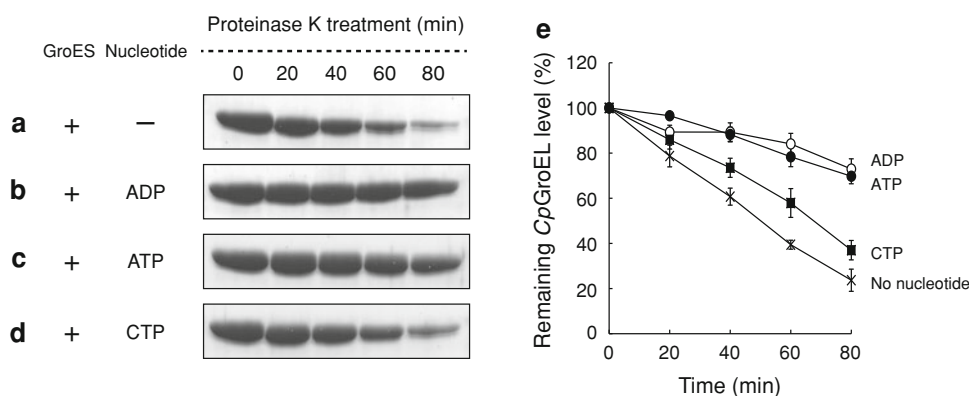 Proteinase K treatment (min)
GroES Nucleotide
0 20 40 60 80
a + –
b + ADP
c + ATP
d + CTP
e
120
100
80
60
40
20
0
Remaining CpGroEL level (%)
ADP
ATP
CTP
No nucleotide
0 20 40 60 80
Time (min)